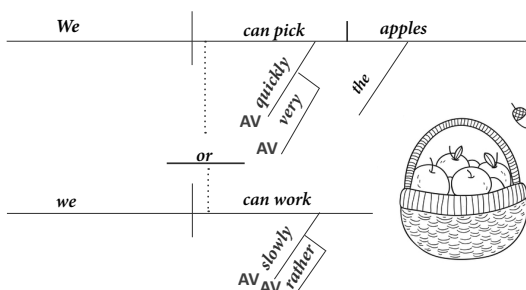 We can pick apples
quickly
very
the
AV
AV
or
we can work
slowly
rather
AV AV